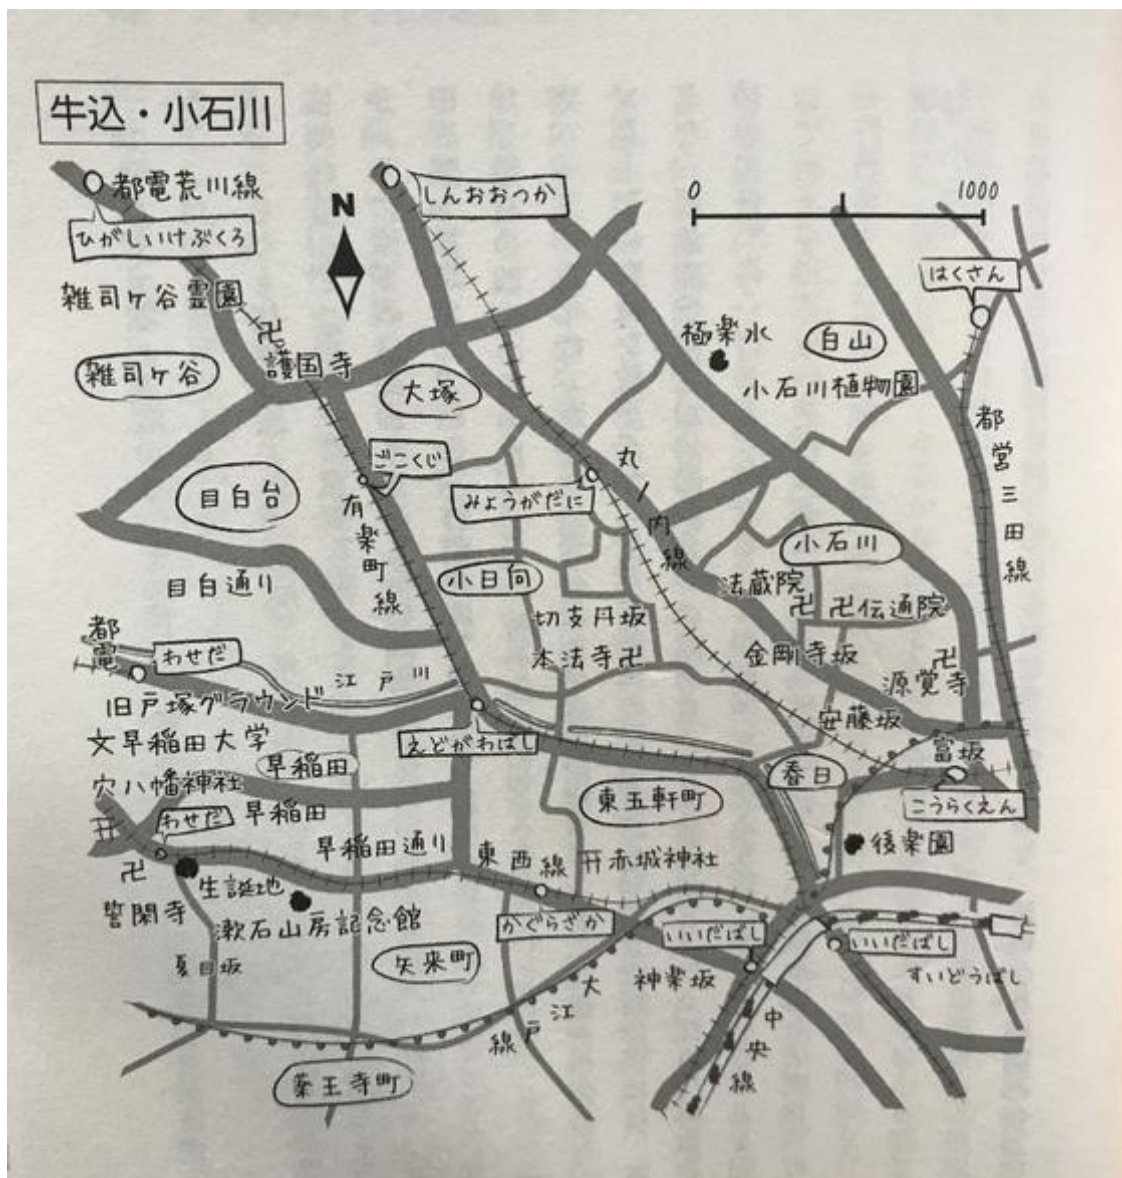 牛込・小石川
都電荒川線
ひがしいけぶくろ
しんおおつか
N
0
1000
はくさん
雑司ヶ谷霊園
護国寺
雑司ヶ谷
大塚
極楽水
白山
小石川植物園
都営三田線
ごこくじ
目白台
有楽町線
みょうがだに
丸ノ内線
小石川
目白通り
小日向
法蔵院
伝通院
切支丹坂
本法寺
金剛寺坂
源覚寺
都電
わせだ
江戸川
旧戸塚グラウンド
安藤坂
富坂
文早稲田大学
えどがわばし
早稲田
春日
穴八幡神社
東五軒町
こうらくえん
わせだ
早稲田
早稲田通り
東西線
赤城神社
後楽園
生誕地
誓閑寺
漱石山房記念館
かぐらざか
いいだばし
いいだばし
夏目坂
矢来町
神楽坂
すいどうばし
大江戸線
中央線
薬王寺町